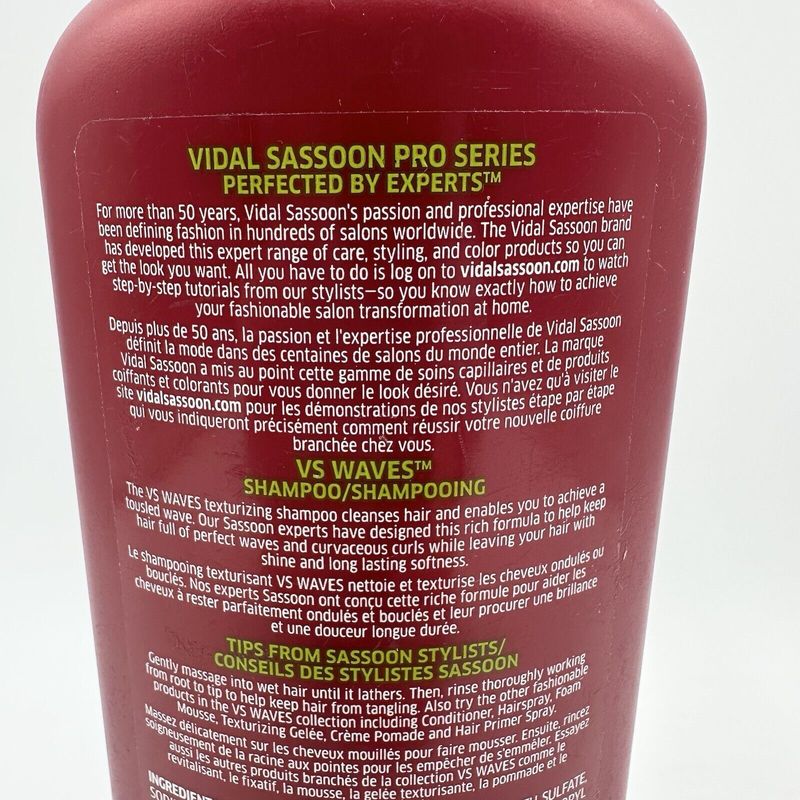 VIDAL SASSOON PRO SERIES
PERFECTED BY EXPERTS™
For more than 50 years, Vidal Sassoon's passion and professional expertise have
been defining fashion in hundreds of salons worldwide. The Vidal Sassoon brand
has developed this expert range of care, styling, and color products so you can
get the look you want. All you have to do is log on to vidalsassoon.com to watch
step-by-step tutorials from our stylists—so you know exactly how to achieve
your fashionable salon transformation at home.
Depuis plus de 50 ans, la passion et l'expertise professionnelle de Vidal Sassoon
définit la mode dans des centaines de salons du monde entier. La marque
Vidal Sassoon a mis au point cette gamme de soins capillaires et de produits
coiffants et colorants pour vous donner le look désiré. Vous n'avez qu'à visiter le
site vidalsassoon.com pour les démonstrations de nos stylistes étape par étape
qui vous indiqueront précisément comment réussir votre nouvelle coiffure
branchée chez vous.
VS WAVES™
SHAMPOO/SHAMPOOING
The VS WAVES texturizing shampoo cleanses hair and enables you to achieve a
tousled wave. Our Sassoon experts have designed this rich formula to help keep
hair full of perfect waves and curvaceous curls while leaving your hair with
shine and long lasting softness.
Le shampooing texturisant VS WAVES nettoie et texturise les cheveux ondulés ou
bouclés. Nos experts Sassoon ont conçu cette riche formule pour aider les
cheveux à rester parfaitement ondulés et bouclés et leur procurer une brillance
et une douceur longue durée.
TIPS FROM SASSOON STYLISTS/
CONSEILS DES STYLISTES SASSOON
Gently massage into wet hair until it lathers. Then, rinse thoroughly working
from root to tip to help keep hair from tangling. Also try the other fashionable
products in the VS WAVES collection including Conditioner, Hairspray, Foam
Mousse, Texturizing Gelée, Crème Pomade and Hair Primer Spray.
Massez délicatement sur les cheveux mouillés pour faire mousser. Ensuite, rincez
soigneusement de la racine aux pointes pour les empêcher de s'emmêler. Essayez
aussi les autres produits branchés de la collection VS WAVES comme le
revitalisant, le fixatif, la mousse, la gelée texturisante, la pommade et le